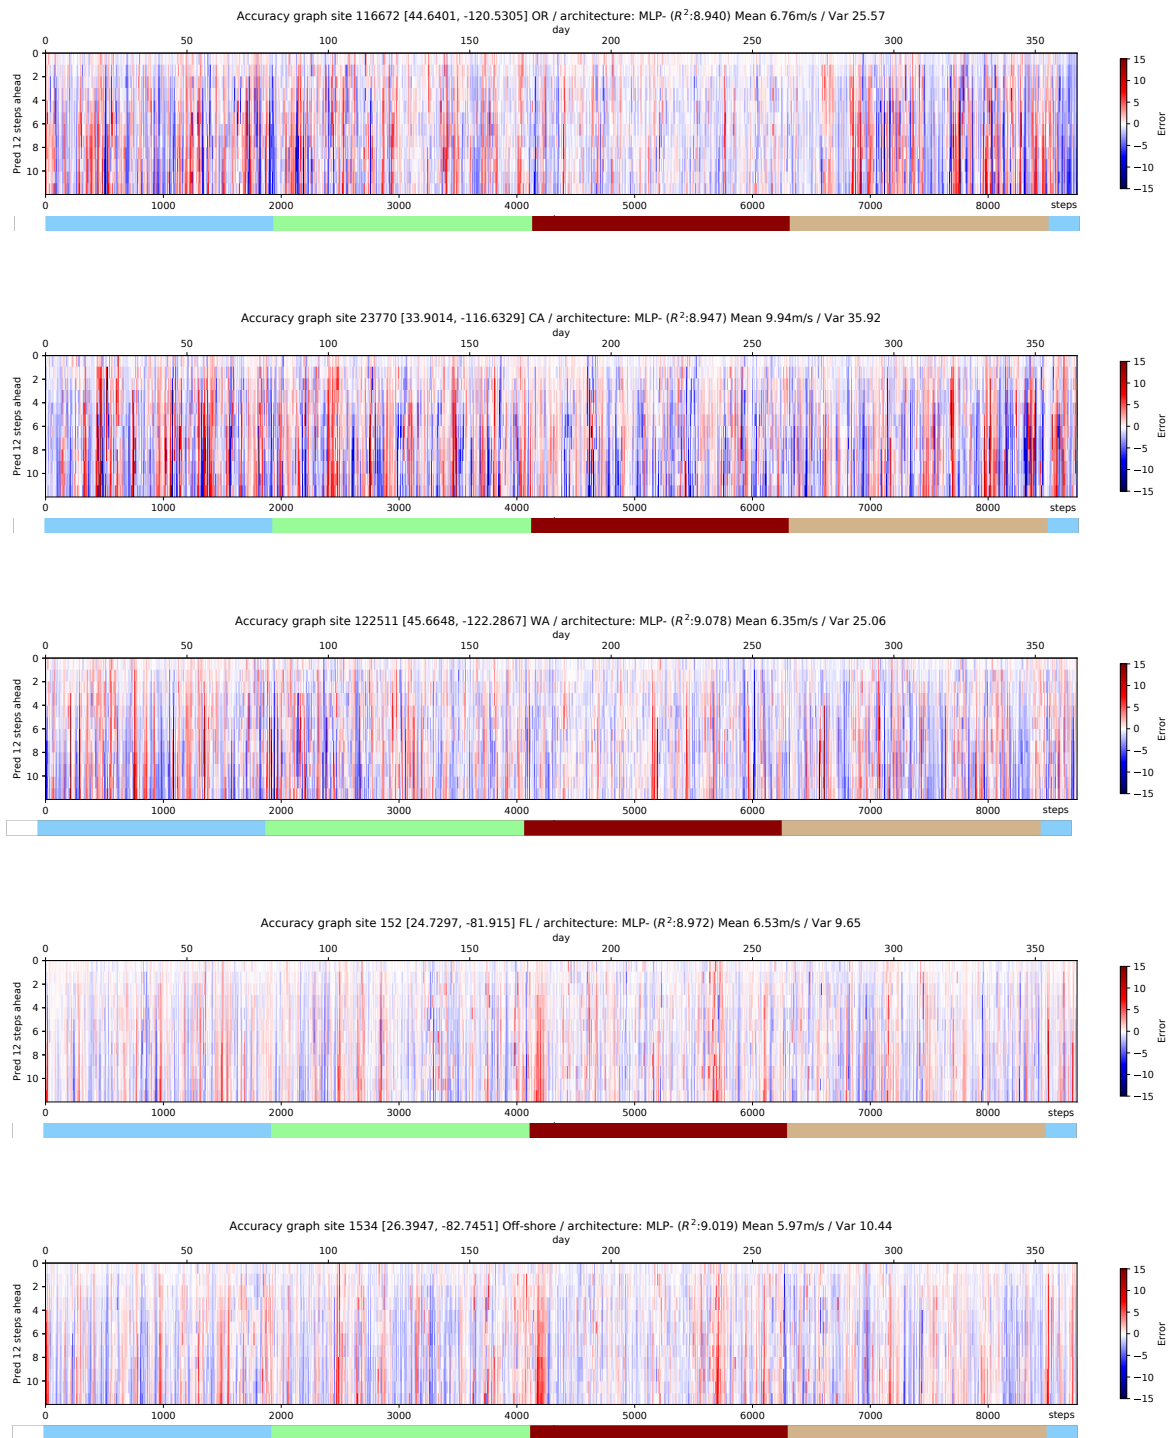 Accuracy graph site 116672 [44.6401, -120.5305] OR / architecture: MLP- (R²:8.940) Mean 6.76m/s / Var 25.57
day
0 50 100 150 200 250 300 350
Pred 12 steps ahead
0
2
4
6
8
10
0 1000 2000 3000 4000 5000 6000 7000 8000 steps
15
10
5
0
−5
−10
−15
Error
Accuracy graph site 23770 [33.9014, -116.6329] CA / architecture: MLP- (R²:8.947) Mean 9.94m/s / Var 35.92
day
0 50 100 150 200 250 300 350
Pred 12 steps ahead
0
2
4
6
8
10
0 1000 2000 3000 4000 5000 6000 7000 8000 steps
15
10
5
0
−5
−10
−15
Error
Accuracy graph site 122511 [45.6648, -122.2867] WA / architecture: MLP- (R²:9.078) Mean 6.35m/s / Var 25.06
day
0 50 100 150 200 250 300 350
Pred 12 steps ahead
0
2
4
6
8
10
0 1000 2000 3000 4000 5000 6000 7000 8000 steps
15
10
5
0
−5
−10
−15
Error
Accuracy graph site 152 [24.7297, -81.915] FL / architecture: MLP- (R²:8.972) Mean 6.53m/s / Var 9.65
day
0 50 100 150 200 250 300 350
Pred 12 steps ahead
0
2
4
6
8
10
0 1000 2000 3000 4000 5000 6000 7000 8000 steps
15
10
5
0
−5
−10
−15
Error
Accuracy graph site 1534 [26.3947, -82.7451] Off-shore / architecture: MLP- (R²:9.019) Mean 5.97m/s / Var 10.44
day
0 50 100 150 200 250 300 350
Pred 12 steps ahead
0
2
4
6
8
10
0 1000 2000 3000 4000 5000 6000 7000 8000 steps
15
10
5
0
−5
−10
−15
Error